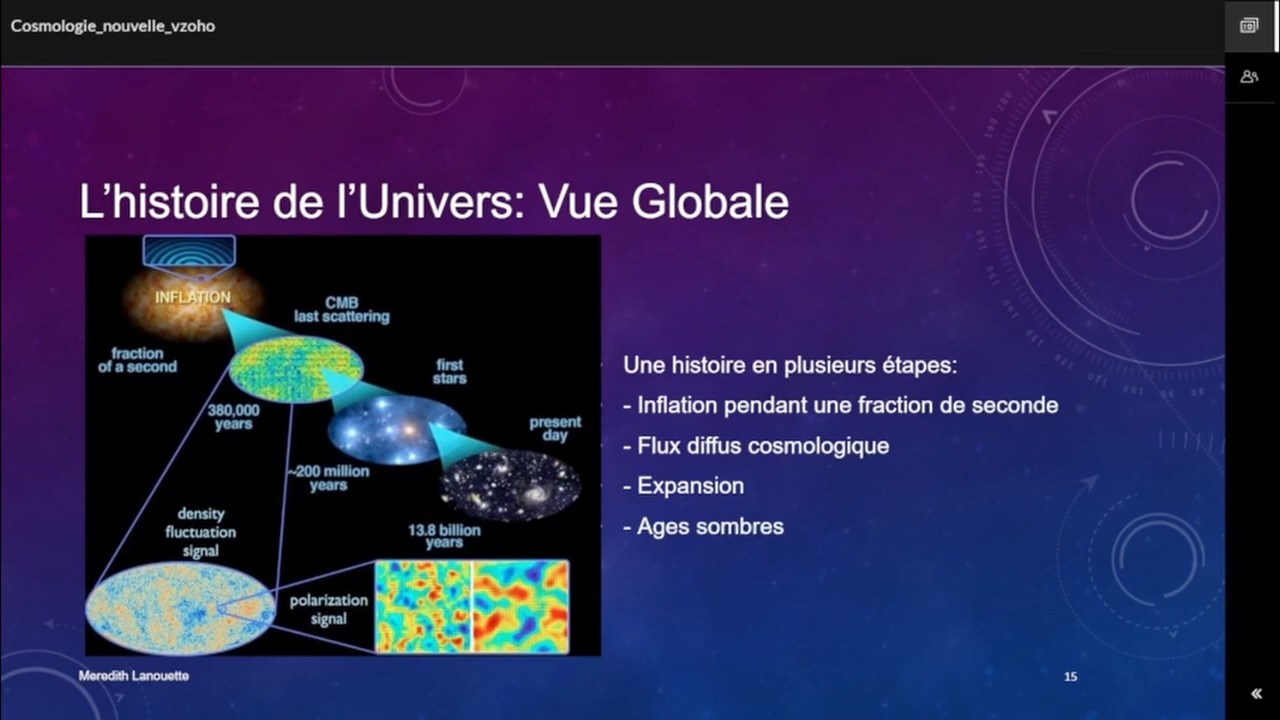 Cosmologie_nouvelle_vzoho
L'histoire de l'Univers: Vue Globale
INFLATION
CMB
last scattering
fraction
of a second
first
stars
380,000
years
present
day
~200 million
years
density
fluctuation
signal
13.8 billion
years
polarization
signal
Une histoire en plusieurs étapes:
- Inflation pendant une fraction de seconde
- Flux diffus cosmologique
- Expansion
- Ages sombres
Meredith Lanouette
15